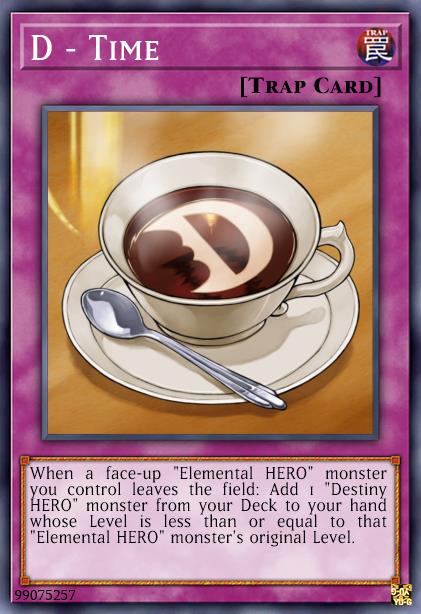 D - Time
TRAP
罠
[Trap Card]
D
When a face-up "Elemental HERO" monster
you control leaves the field: Add 1 "Destiny
HERO" monster from your Deck to your hand
whose Level is less than or equal to that
"Elemental HERO" monster's original Level.
99075257